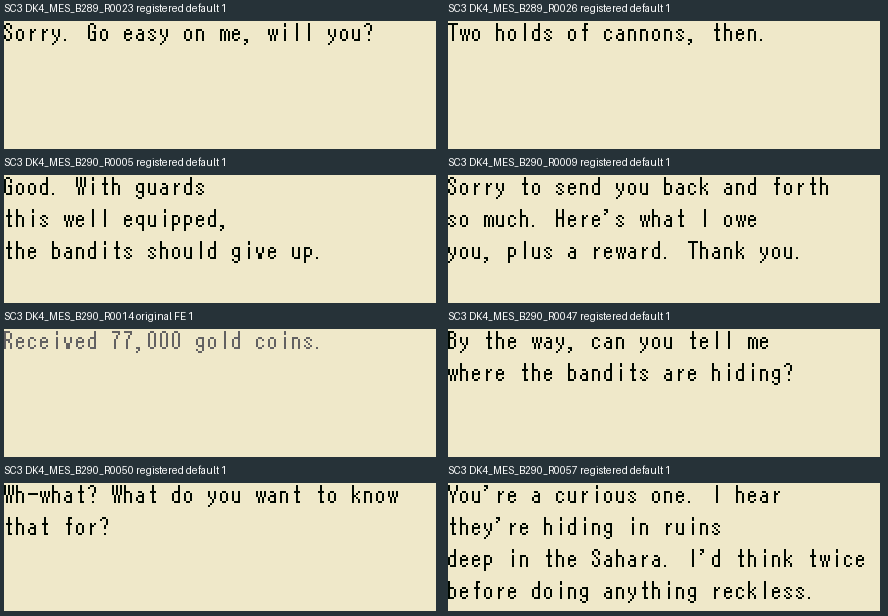 SC3 DK4_MES_B289_R0023 registered default 1
Sorry. Go easy on me, will you?
SC3 DK4_MES_B289_R0026 registered default 1
Two holds of cannons, then.
SC3 DK4_MES_B290_R0005 registered default 1
Good. With guards
this well equipped,
the bandits should give up.
SC3 DK4_MES_B290_R0009 registered default 1
Sorry to send you back and forth
so much. Here's what I owe
you, plus a reward. Thank you.
SC3 DK4_MES_B290_R0014 original FE 1
Received 77,000 gold coins.
SC3 DK4_MES_B290_R0047 registered default 1
By the way, can you tell me
where the bandits are hiding?
SC3 DK4_MES_B290_R0050 registered default 1
Wh-what? What do you want to know
that for?
SC3 DK4_MES_B290_R0057 registered default 1
You're a curious one. I hear
they're hiding in ruins
deep in the Sahara. I'd think twice
before doing anything reckless.